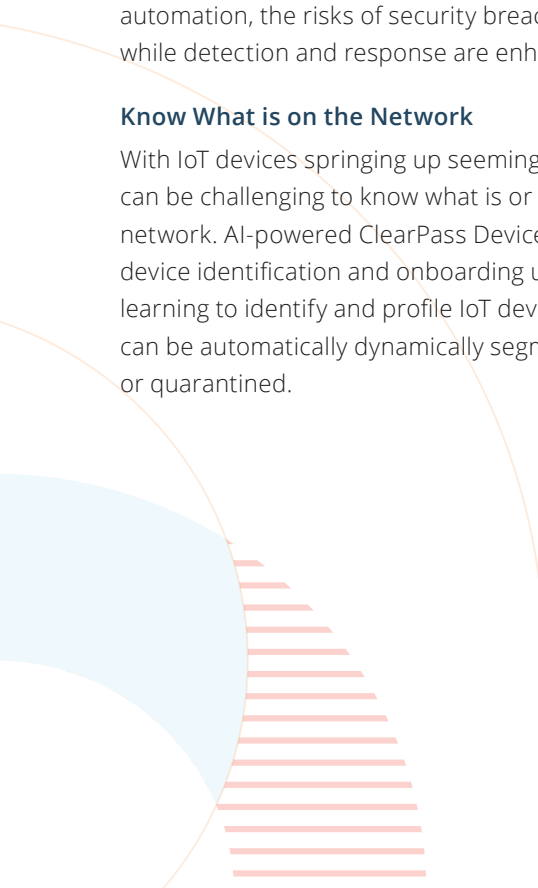 automation, the risks of security breac
while detection and response are enh
Know What is on the Network
With IoT devices springing up seeming
can be challenging to know what is or
network. AI-powered ClearPass Device
device identification and onboarding u
learning to identify and profile IoT dev
can be automatically dynamically segm
or quarantined.